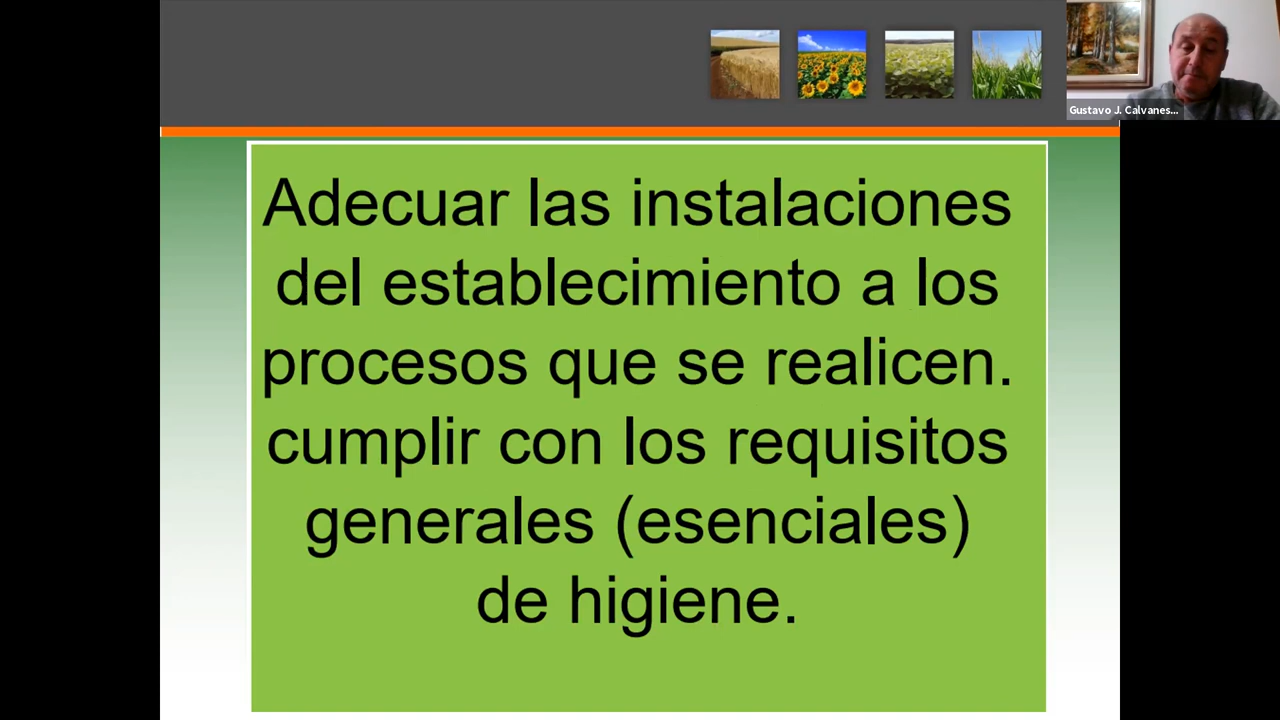 Gustavo J. Calvanes...
Adecuar las instalaciones
del establecimiento a los
procesos que se realicen.
cumplir con los requisitos
generales (esenciales)
de higiene.